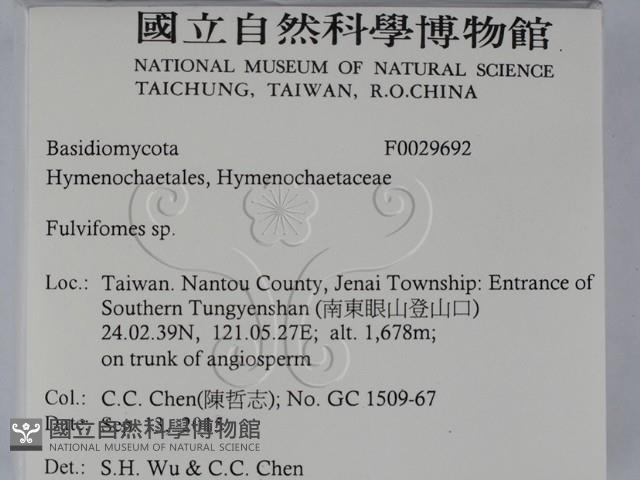 國立自然科學博物館
NATIONAL MUSEUM OF NATURAL SCIENCE
TAICHUNG, TAIWAN, R.O.CHINA
Basidiomycota F0029692
Hymenochaetales, Hymenochaetaceae
Fulvifomes sp.
Loc.: Taiwan. Nantou County, Jenai Township: Entrance of
Southern Tungyenshan (南東眼山登山口)
24.02.39N, 121.05.27E; alt. 1,678m;
on trunk of angiosperm
Col.: C.C. Chen(陳哲志); No. GC 1509-67
Date: Sep. 13, 2015
國立自然科學博物館
NATIONAL MUSEUM OF NATURAL SCIENCE
Det.: S.H. Wu & C.C. Chen